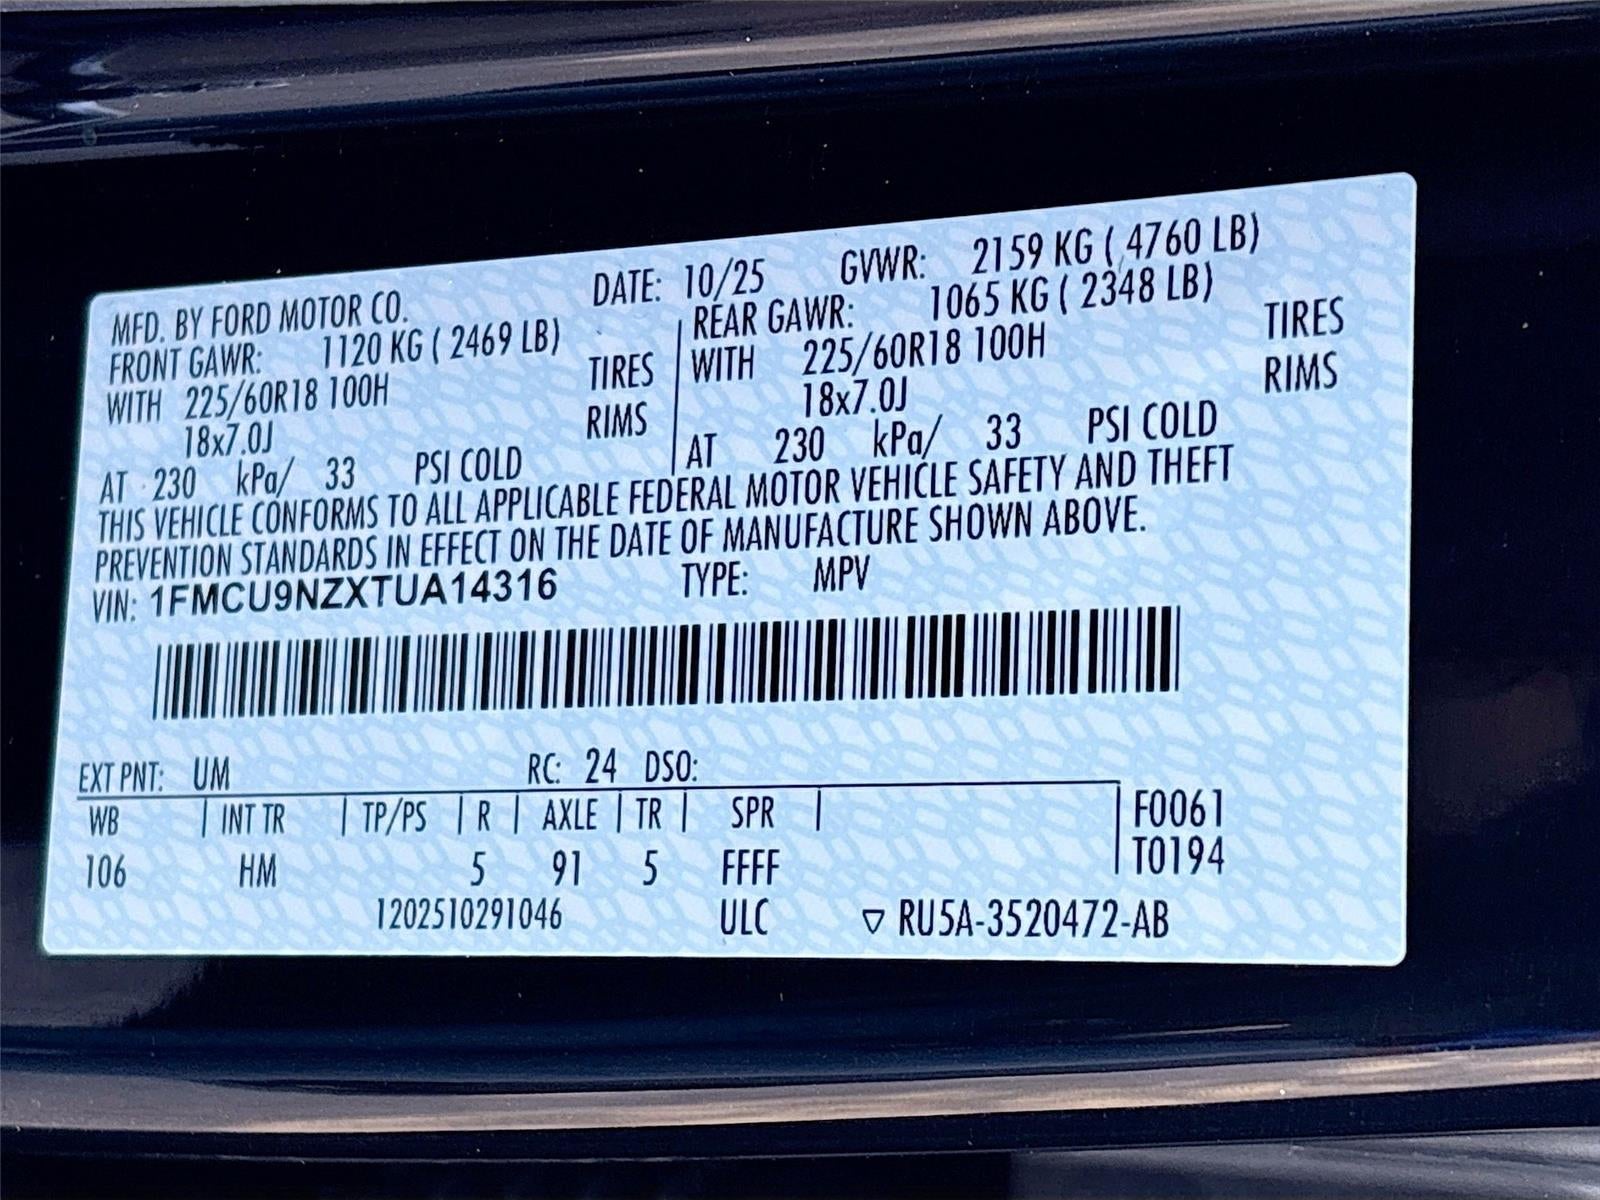 MFD. BY FORD MOTOR CO. DATE: 10/25 GVWR: 2159 KG ( 4760 LB)
FRONT GAWR: 1120 KG ( 2469 LB) REAR GAWR: 1065 KG ( 2348 LB)
WITH 225/60R18 100H TIRES WITH 225/60R18 100H TIRES
18x7.0J RIMS 18x7.0J RIMS
AT 230 kPa/ 33 PSI COLD AT 230 kPa/ 33 PSI COLD
THIS VEHICLE CONFORMS TO ALL APPLICABLE FEDERAL MOTOR VEHICLE SAFETY AND THEFT
PREVENTION STANDARDS IN EFFECT ON THE DATE OF MANUFACTURE SHOWN ABOVE.
VIN: 1FMCU9NZXTUA14316 TYPE: MPV
EXT PNT: UM RC: 24 DSO:
WB | INT TR | TP/PS | R | AXLE | TR | SPR | F0061
106 HM 5 91 5 FFFF T0194
1202510291046 ULC ▽ RU5A-3520472-AB